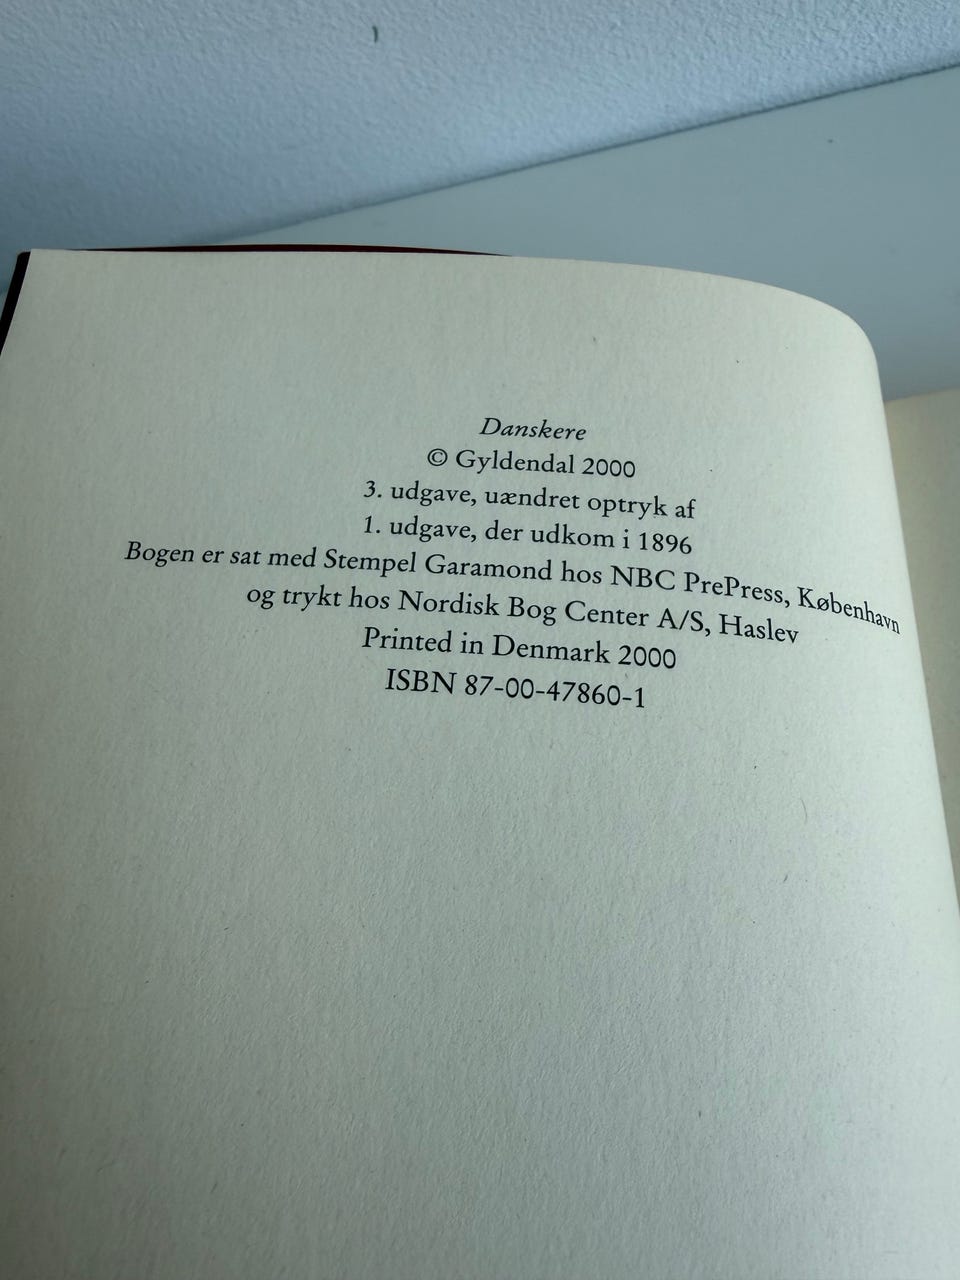 Danskere
© Gyldendal 2000
3. udgave, uændret optryk af
1. udgave, der udkom i 1896
Bogen er sat med Stempel Garamond hos NBC PrePress, København
og trykt hos Nordisk Bog Center A/S, Haslev
Printed in Denmark 2000
ISBN 87-00-47860-1